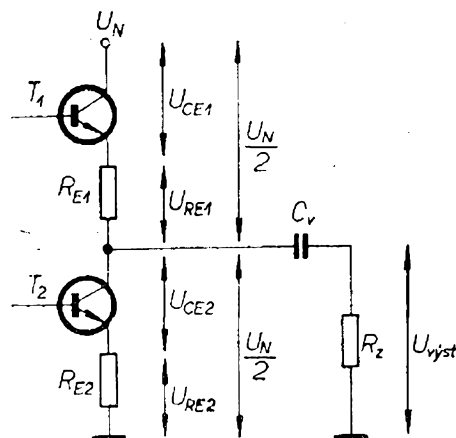 U_N
T_1
U_CE1
U_N
2
R_E1
U_RE1
C_v
T_2
U_CE2
U_N
2
R_z
U_výst
R_E2
U_RE2